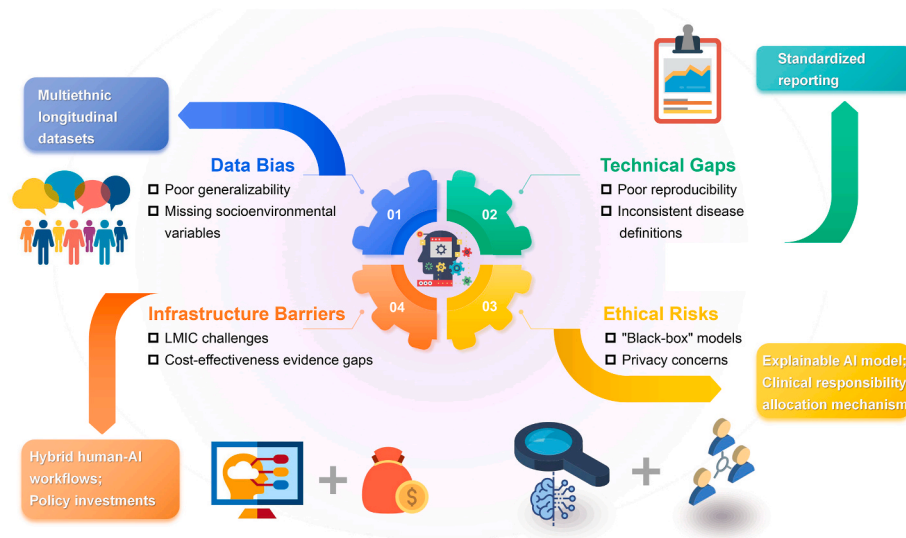 Multiethnic
longitudinal
datasets
Data Bias
Poor generalizability
Missing socioenvironmental
variables
01
Standardized
reporting
Technical Gaps
Poor reproducibility
Inconsistent disease
definitions
02
Infrastructure Barriers
LMIC challenges
Cost-effectiveness evidence gaps
04
Ethical Risks
"Black-box" models
Privacy concerns
03
Explainable AI model;
Clinical responsibility
allocation mechanism
Hybrid human-AI
workflows;
Policy investments
+
$
+